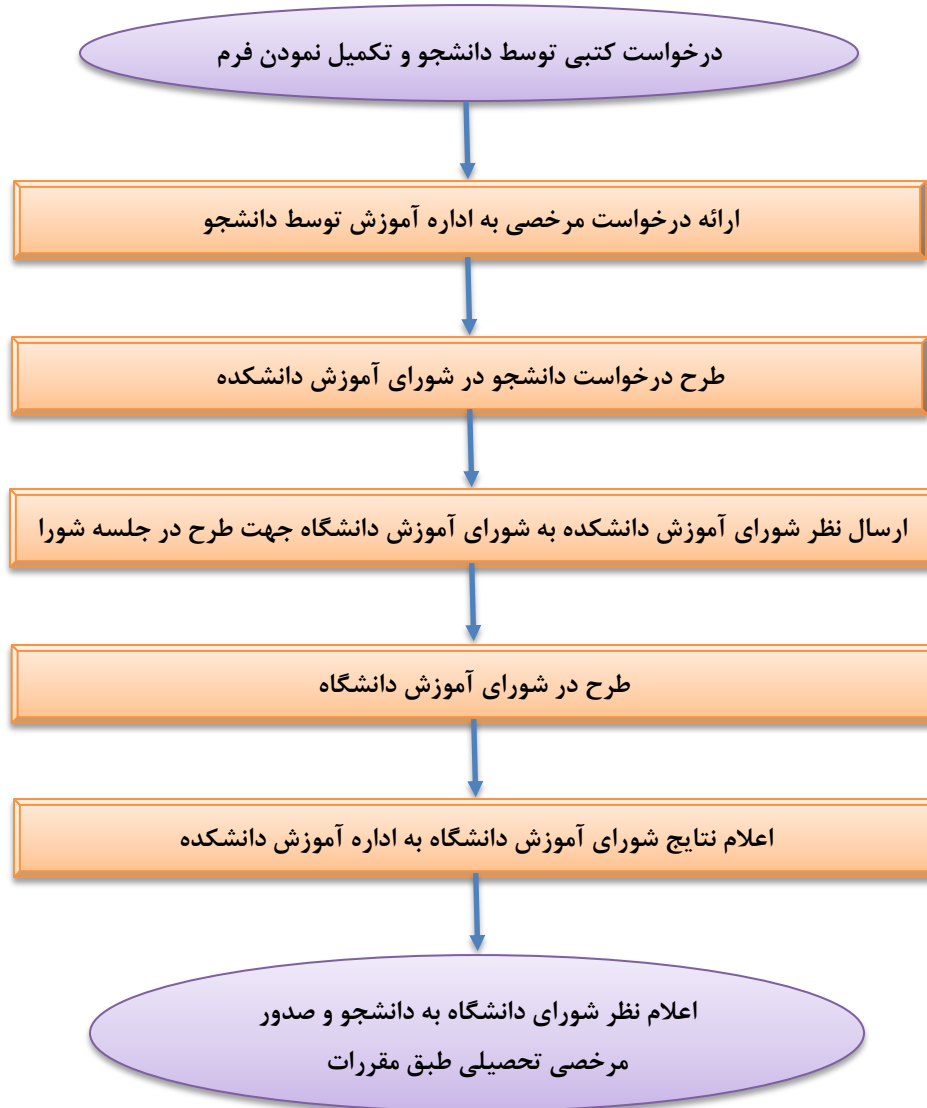 درخواست کتبی توسط دانشجو و تکمیل نمودن فرم
ارائه درخواست مرخصی به اداره آموزش توسط دانشجو
طرح درخواست دانشجو در شورای آموزش دانشکده
ارسال نظر شورای آموزش دانشکده به شورای آموزش دانشگاه جهت طرح در جلسه شورا
طرح در شورای آموزش دانشگاه
اعلام نتایج شورای آموزش دانشگاه به اداره آموزش دانشکده
اعلام نظر شورای دانشگاه به دانشجو و صدور
مرخصی تحصیلی طبق مقررات